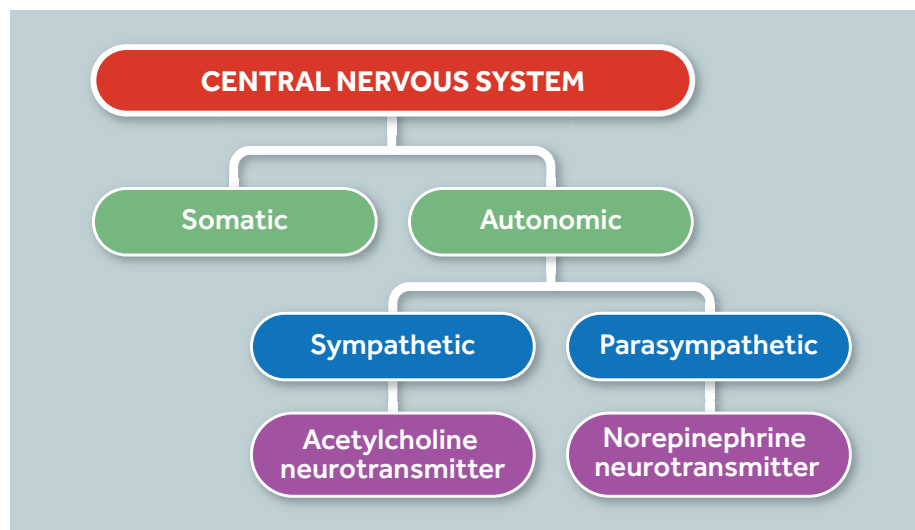 CENTRAL NERVOUS SYSTEM
Somatic
Autonomic
Sympathetic
Parasympathetic
Acetylcholine
neurotransmitter
Norepinephrine
neurotransmitter